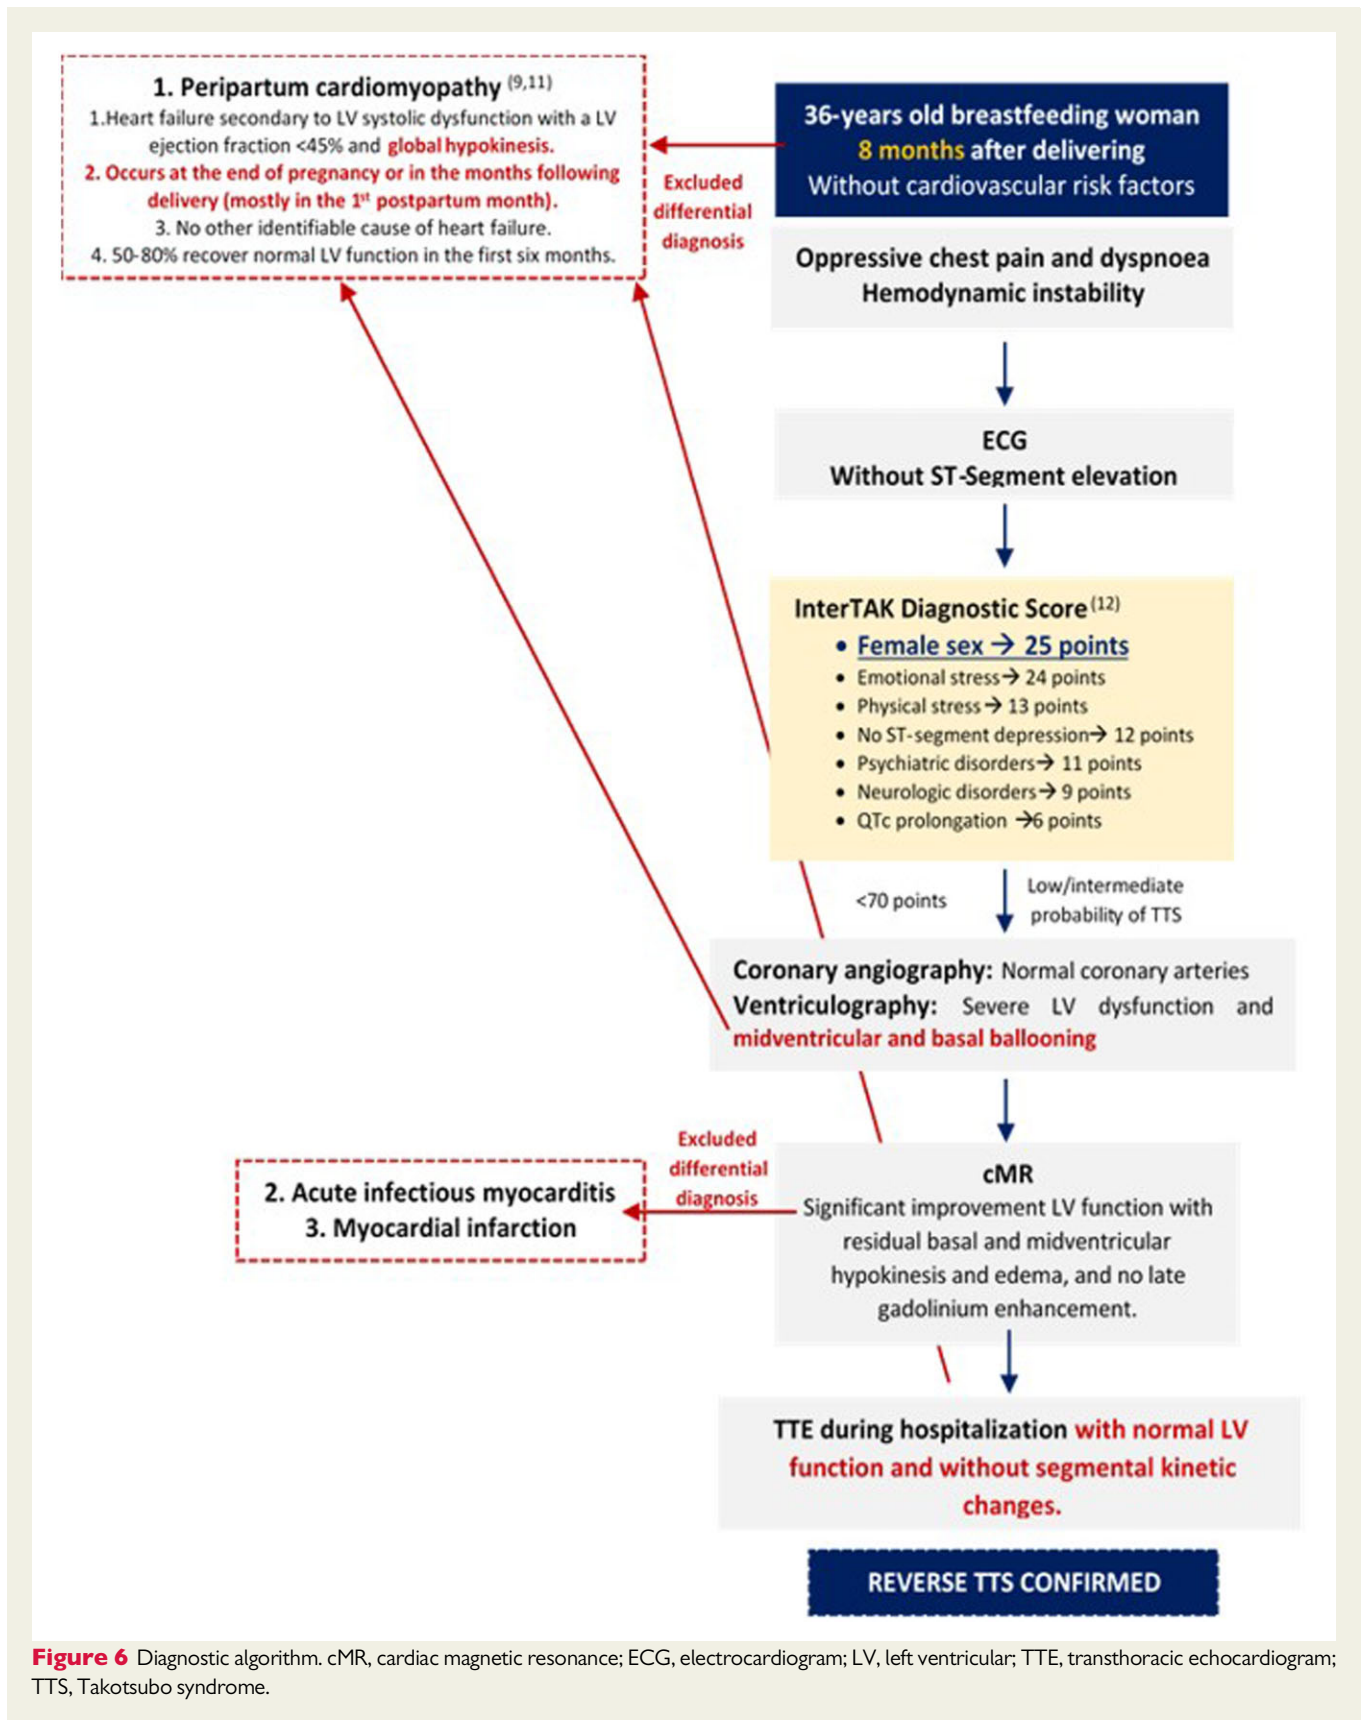 1. Peripartum cardiomyopathy (9,11)
1.Heart failure secondary to LV systolic dysfunction with a LV
ejection fraction <45% and global hypokinesis.
2. Occurs at the end of pregnancy or in the months following
delivery (mostly in the 1st postpartum month).
3. No other identifiable cause of heart failure.
4. 50-80% recover normal LV function in the first six months.
Excluded
differential
diagnosis
36-years old breastfeeding woman
8 months after delivering
Without cardiovascular risk factors
Oppressive chest pain and dyspnoea
Hemodynamic instability
ECG
Without ST-Segment elevation
InterTAK Diagnostic Score (12)
• Female sex → 25 points
• Emotional stress→ 24 points
• Physical stress→ 13 points
• No ST-segment depression→ 12 points
• Psychiatric disorders→ 11 points
• Neurologic disorders→ 9 points
• QTc prolongation →6 points
<70 points
Low/intermediate
probability of TTS
Coronary angiography: Normal coronary arteries
Ventriculography: Severe LV dysfunction and
midventricular and basal ballooning
Excluded
differential
diagnosis
2. Acute infectious myocarditis
3. Myocardial infarction
cMR
Significant improvement LV function with
residual basal and midventricular
hypokinesis and edema, and no late
gadolinium enhancement.
TTE during hospitalization with normal LV
function and without segmental kinetic
changes.
REVERSE TTS CONFIRMED
Figure 6 Diagnostic algorithm. cMR, cardiac magnetic resonance; ECG, electrocardiogram; LV, left ventricular; TTE, transthoracic echocardiogram;
TTS, Takotsubo syndrome.